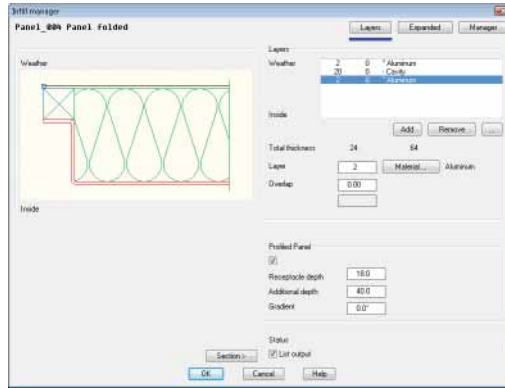 Infill manager
Panel_004 Panel Folded
Layers Expanded Manager
Weather
Inside
Layers
Weather
2 0 * Aluminum
20 0 - Cavity
2 0 * Aluminum
Inside
Add Remove ...
Total thickness 24 64
Layer 2 Material... Aluminum
Overlap 0.00
Profiled Panel
Receptacle depth 18.0
Additional depth 40.0
Gradient 0.0°
Status
List output
Section >
OK Cancel Help